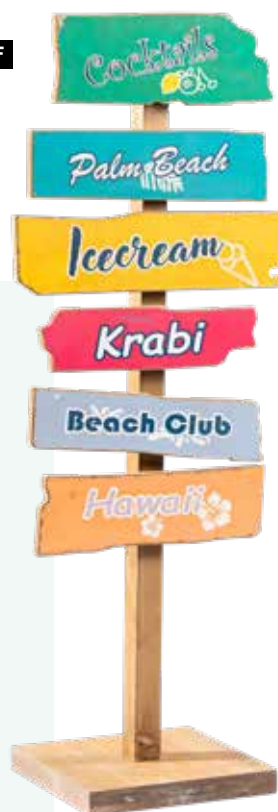 F
Cocktails
Palm Beach
Icecream
Krabi
Beach Club
Hawaii